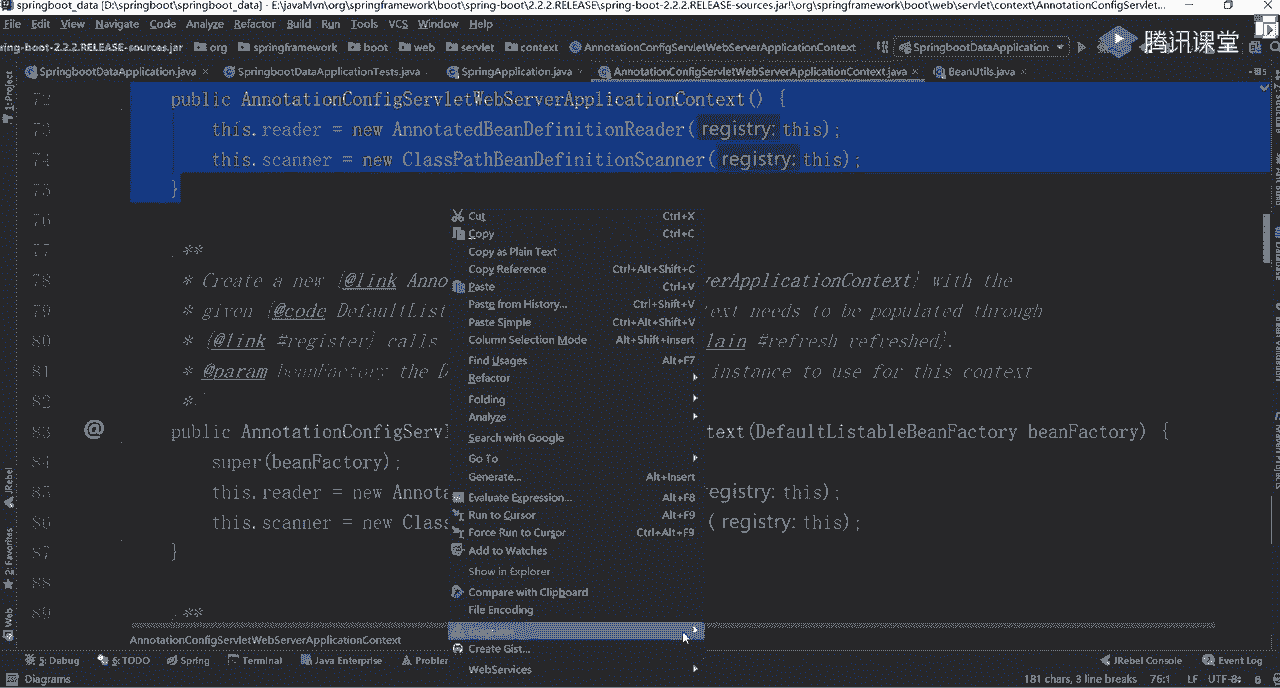 springboot_data [D:\springboot\springboot_data] - E:\javaMvn\org\springframework\boot\spring-boot\2.2.2.RELEASE\spring-boot-2.2.2.RELEASE-sources.jar!\org\springframework\boot\web\servlet\context\AnnotationConfigServletW...
File Edit View Navigate Code Analyze Refactor Build Run Tools VCS Window Help
ring-boot-2.2.2.RELEASE-sources.jar org springframework boot web servlet context AnnotationConfigServletWebServerApplicationContext SpringbootDataApplication
腾讯课堂
SpringbootDataApplication.java SpringbootDataApplicationTests.java SpringApplication.java AnnotationConfigServletWebServerApplicationContext.java BeanUtils.java
1: Project
72 public AnnotationConfigServletWebServerApplicationContext() {
73 this.reader = new AnnotatedBeanDefinitionReader( registry: this);
74 this.scanner = new ClassPathBeanDefinitionScanner( registry: this);
75 }
76
77 **
78 * Create a new {@link Anno erverApplicationContext} with the
79 * given {@code DefaultList ext needs to be populated through
80 * {@link #register} calls lain #refresh refreshed}.
81 * @param beanFactory the D instance to use for this context
82 *
83 @ public AnnotationConfigServl text(DefaultListableBeanFactory beanFactory) {
84 super(beanFactory);
85 this.reader = new Annota registry: this);
86 this.scanner = new Class ( registry: this);
87 }
88
89 **
Cut Ctrl+X
Copy Ctrl+C
Copy as Plain Text
Copy Reference Ctrl+Alt+Shift+C
Paste Ctrl+V
Paste from History... Ctrl+Shift+V
Paste Simple Ctrl+Alt+Shift+V
Column Selection Mode Alt+Shift+Insert
Find Usages Alt+F7
Refactor
Folding
Analyze
Search with Google
Go To
Generate... Alt+Insert
Evaluate Expression... Alt+F8
Run to Cursor Alt+F9
Force Run to Cursor Ctrl+Alt+F9
Add to Watches
Show in Explorer
Compare with Clipboard
File Encoding
Create Gist...
WebServices
JRebel
2: Favorites
Web
AnnotationConfigServletWebServerApplicationContext
5: Debug 6: TODO Spring Terminal Java Enterprise Problem JRebel Console Event Log
Diagrams 181 chars, 3 line breaks 76:1 LF UTF-8